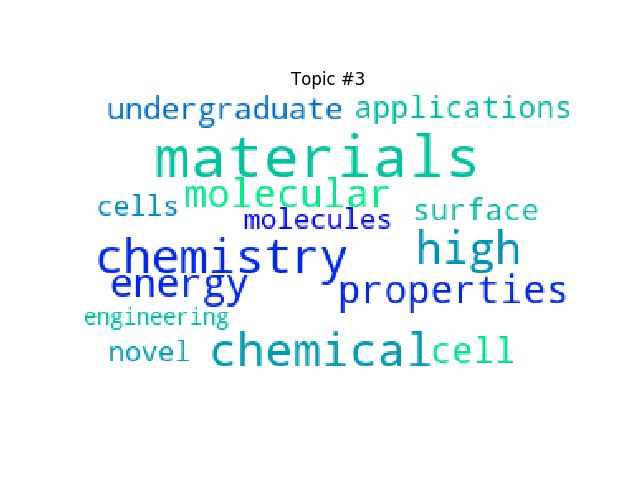 Topic #3
undergraduate applications
materials
molecular
cells molecules surface
chemistry high
energy properties
engineering
novel chemical cell